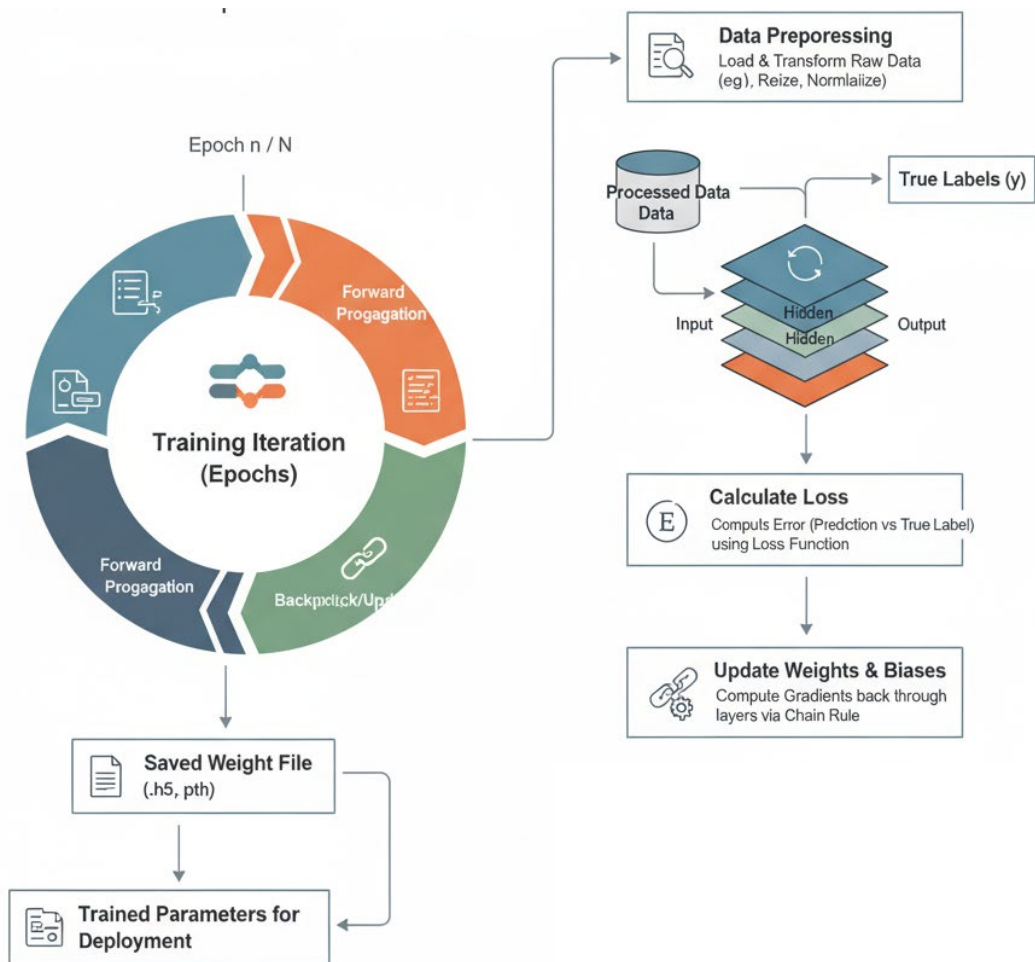 Data Preporessing
Load & Transform Raw Data
(eg), Reize, Normlaiize)
Epoch n / N
Processed Data
Data
True Labels (y)
Forward
Progagation
Input
Hidden
Hidden
Output
Training Iteration
(Epochs)
Calculate Loss
E
Computs Error (Predction vs True Label)
using Loss Function
Forward
Progagation
Update Weights & Biases
Compute Gradients back through
layers via Chain Rule
Saved Weight File
(.h5, pth)
Trained Parameters for
Deployment